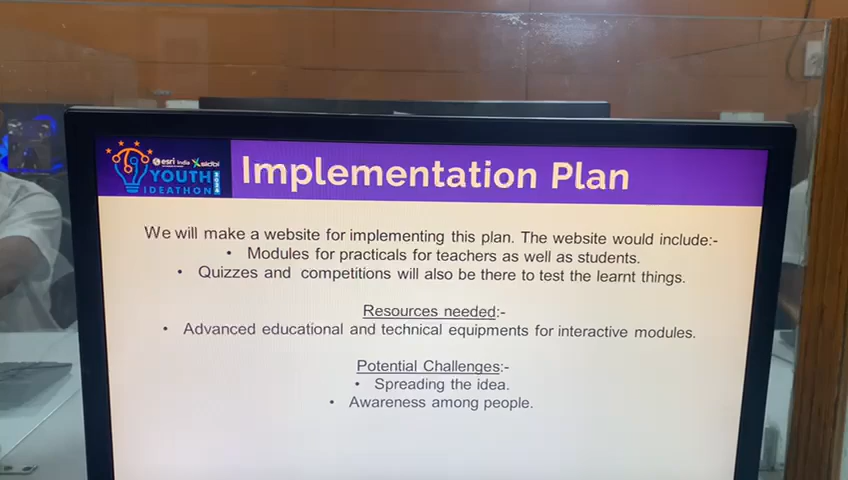 esri India sidbi
YOUTH
IDEATHON
2024
Implementation Plan
We will make a website for implementing this plan. The website would include:-
• Modules for practicals for teachers as well as students.
• Quizzes and competitions will also be there to test the learnt things.
Resources needed:-
• Advanced educational and technical equipments for interactive modules.
Potential Challenges:-
• Spreading the idea.
• Awareness among people.